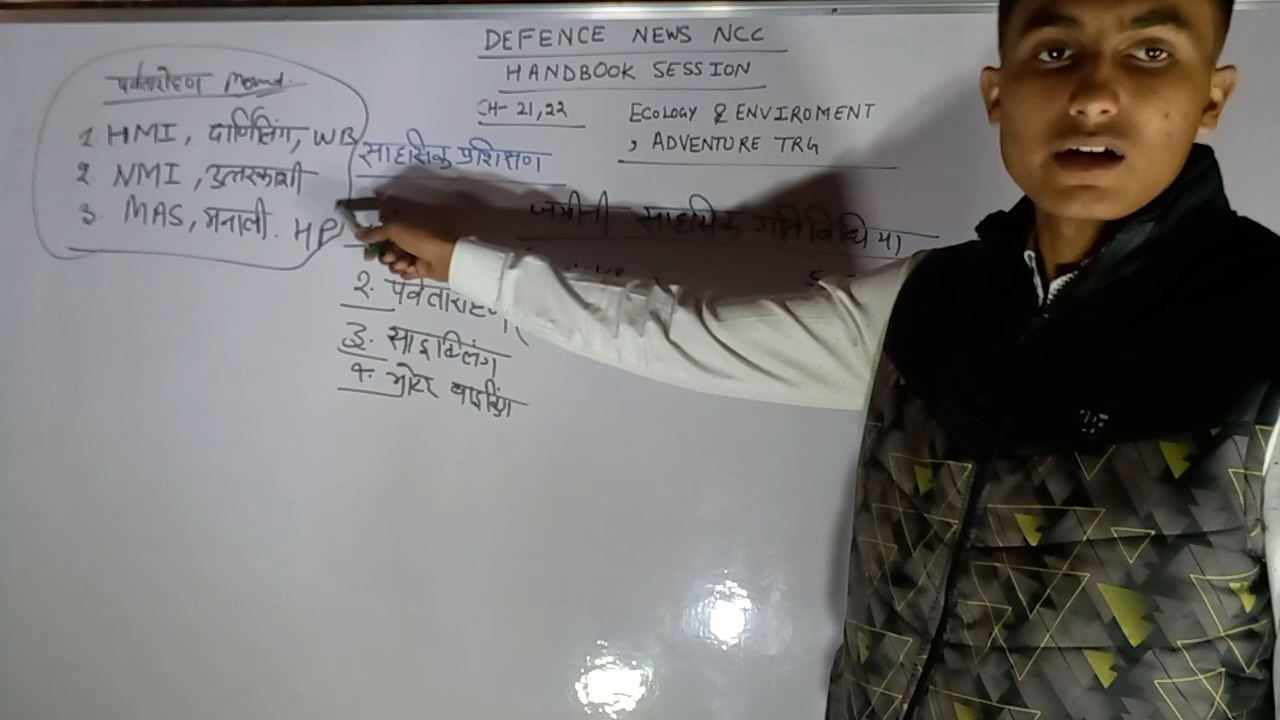 DEFENCE NEWS NCC
HANDBOOK SESSION
CH- 21,22
ECOLOGY & ENVIROMENT
, ADVENTURE TRG
पर्वतारोहण
1. HMI, दार्जिलिंग, WB
2. NMI, उत्तरकाशी
3. MAS, मनाली. HP
साहसिक प्रशिक्षण
जमीनी साहसिक गतिविधिया
२. पर्वतारोहण
३. साइक्लिंग
४. मोटर बाइकिंग